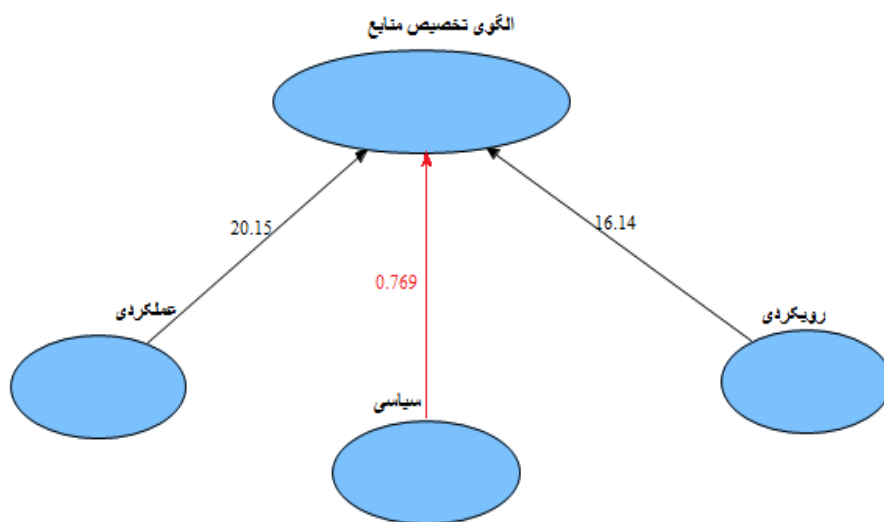 الگوی تخصیص منابع
20.15
16.14
0.769
عملکردی
رویکردی
سیاسی